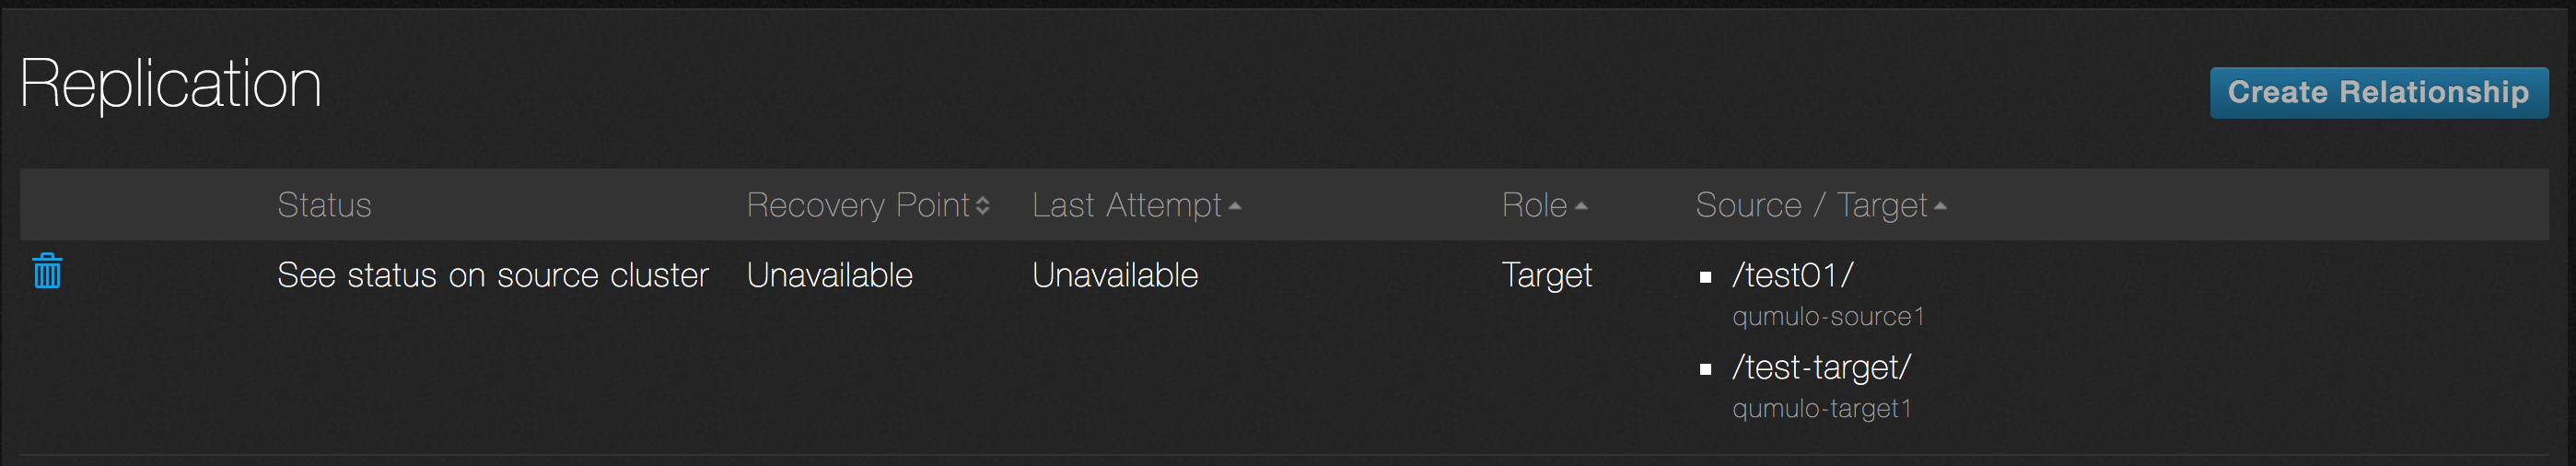 Replication
Create Relationship
Status Recovery Point Last Attempt Role Source / Target
See status on source cluster Unavailable Unavailable Target /test01/
qumulo-source1
/test-target/
qumulo-target1